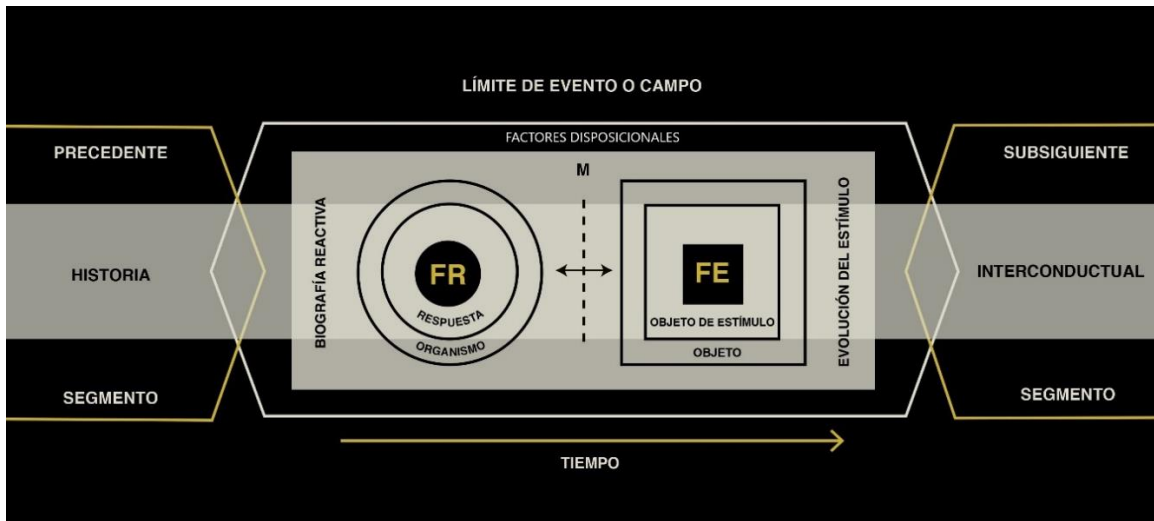 LÍMITE DE EVENTO O CAMPO
FACTORES DISPOSICIONALES
PRECEDENTE
HISTORIA
SEGMENTO
BIOGRAFÍA REACTIVA
FR
RESPUESTA
ORGANISMO
M
FE
OBJETO DE ESTÍMULO
OBJETO
EVOLUCIÓN DEL ESTÍMULO
SUBSIGUIENTE
INTERCONDUCTUAL
SEGMENTO
TIEMPO